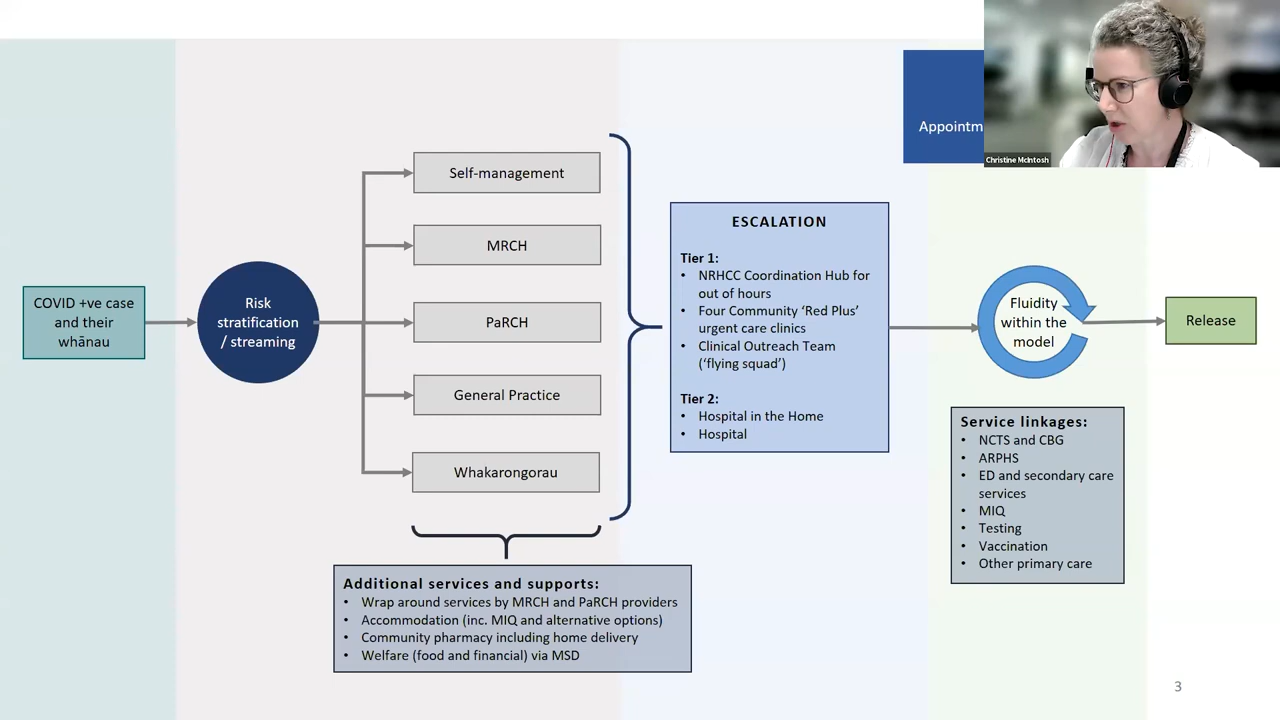 Appointm
Christine McIntosh
COVID +ve case
and their
whānau
Risk
stratification
/ streaming
Self-management
MRCH
PaRCH
General Practice
Whakarongorau
ESCALATION
Tier 1:
• NRHCC Coordination Hub for
out of hours
• Four Community ‘Red Plus’
urgent care clinics
• Clinical Outreach Team
(‘flying squad’)
Tier 2:
• Hospital in the Home
• Hospital
Fluidity
within the
model
Release
Service linkages:
• NCTS and CBG
• ARPHS
• ED and secondary care
services
• MIQ
• Testing
• Vaccination
• Other primary care
Additional services and supports:
• Wrap around services by MRCH and PaRCH providers
• Accommodation (inc. MIQ and alternative options)
• Community pharmacy including home delivery
• Welfare (food and financial) via MSD
3